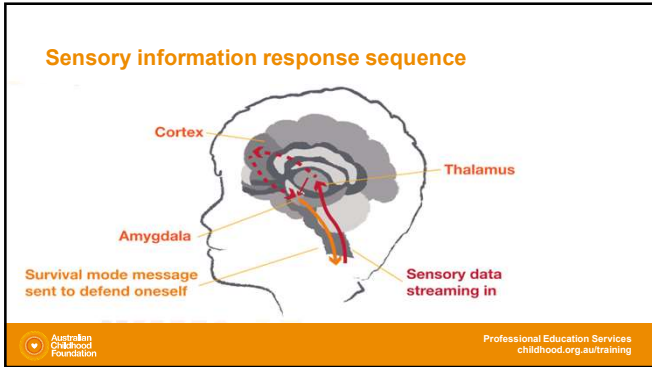 Sensory information response sequence
Cortex
Thalamus
Amygdala
Survival mode message
sent to defend oneself
Sensory data
streaming in
Australian
Childhood
Foundation
Professional Education Services
childhood.org.au/training